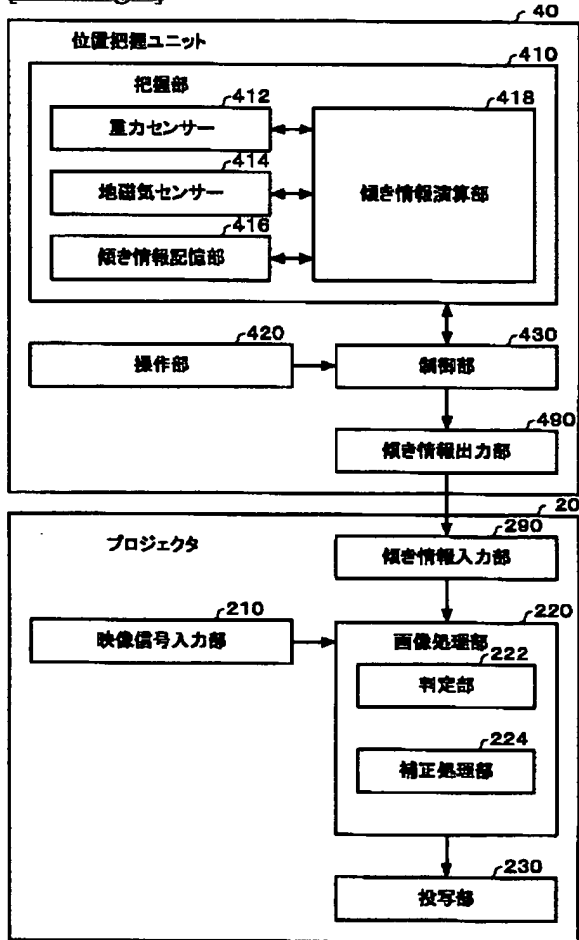 40
位置把握ユニット
410
把握部
412
418
重力センサー
414
地磁気センサー
傾き情報演算部
416
傾き情報記憶部
420
430
操作部
制御部
490
傾き情報出力部
20
プロジェクタ
290
傾き情報入力部
210
220
映像信号入力部
画像処理部
222
判定部
224
補正処理部
230
投写部